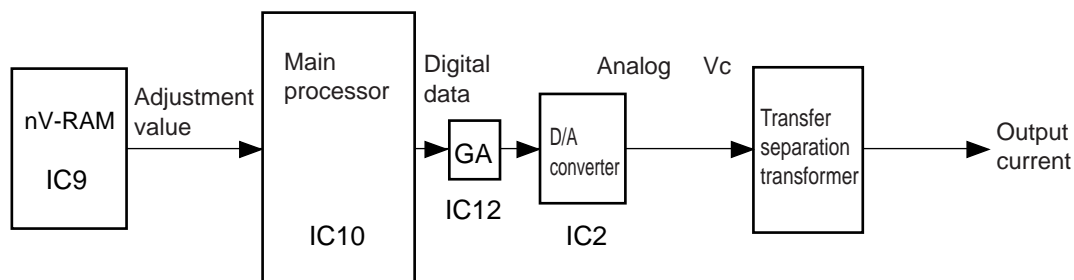 nV-RAM
IC9
Adjustment
value
Main
processor
IC10
Digital
data
GA
IC12
Analog Vc
D/A
converter
IC2
Transfer
separation
transformer
Output
current